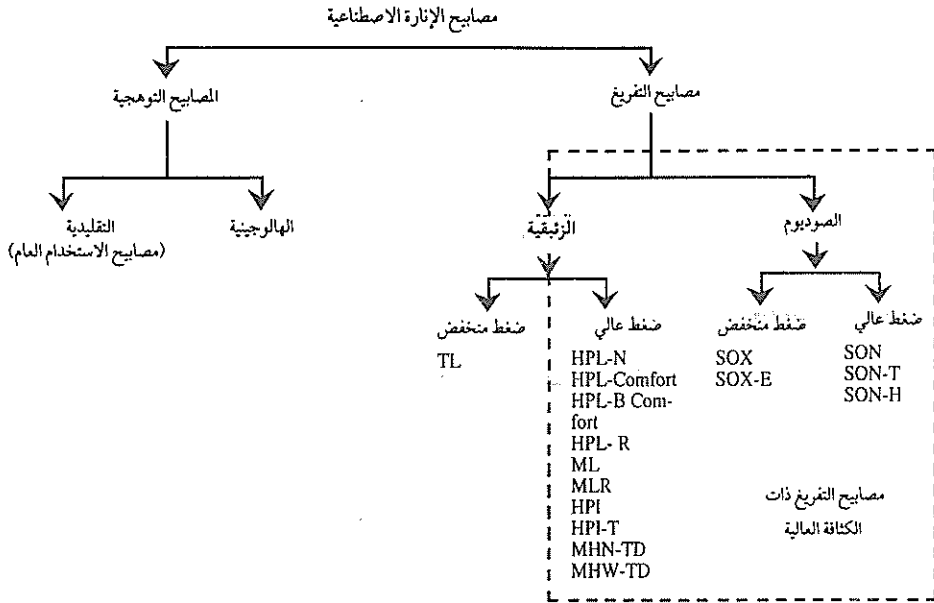 مصابيح الإنارة الاصطناعية
مصابيح التفريغ
المصابيح التوهجية
الصوديوم
الزئبقية
الهالوجينية
التقليدية
(مصابيح الاستخدام العام)
ضغط عالي
ضغط منخفض
ضغط عالي
ضغط منخفض
SON
SON-T
SON-H
SOX
SOX-E
HPL-N
HPL-Comfort
HPL-B Com-
fort
HPL- R
ML
MLR
HPI
HPI-T
MHN-TD
MHW-TD
TL
مصابيح التفريغ ذات
الكثافة العالية